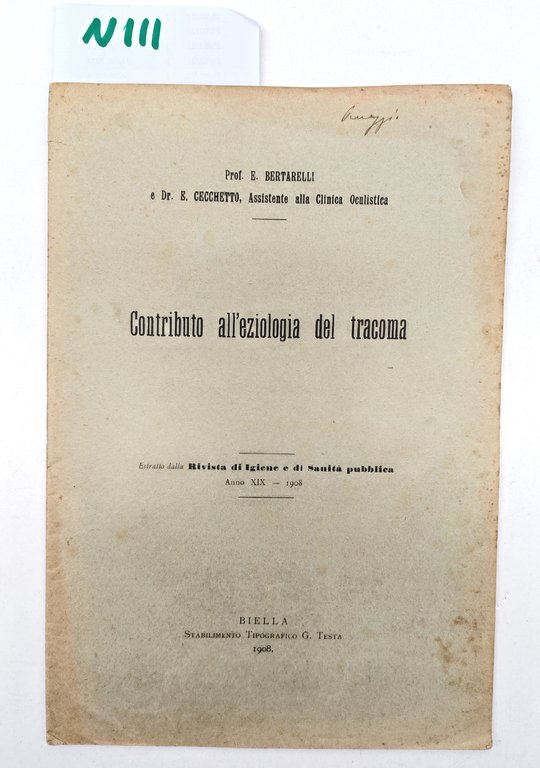 N111
Prof. E. BERTARELLI
e Dr. E. CECCHETTO, Assistente alla Clinica Oculistica
Contributo all'eziologia del tracoma
Estratto dalla Rivista di Igiene e di Sanità pubblica
Anno XIX — 1908
BIELLA
STABILIMENTO TIPOGRAFICO G. TESTA
1908.